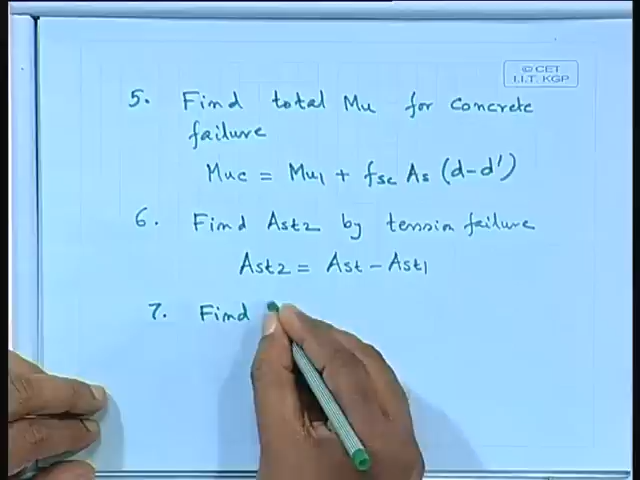 © CET
I.I.T. KGP
5. Find total Mu for Concrete
failure
Muc = Mu1 + fsc As (d-d')
6. Find Ast2 by tension failure
Ast2 = Ast - Ast1
7. Find